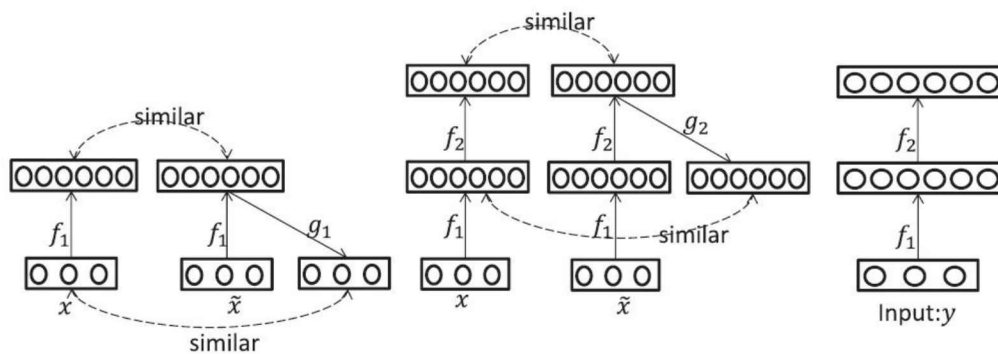 similar
f₁
f₁
g₁
x
x̃
similar
similar
f₂
f₂
g₂
f₁
f₁
similar
x
x̃
f₂
f₁
Input:y